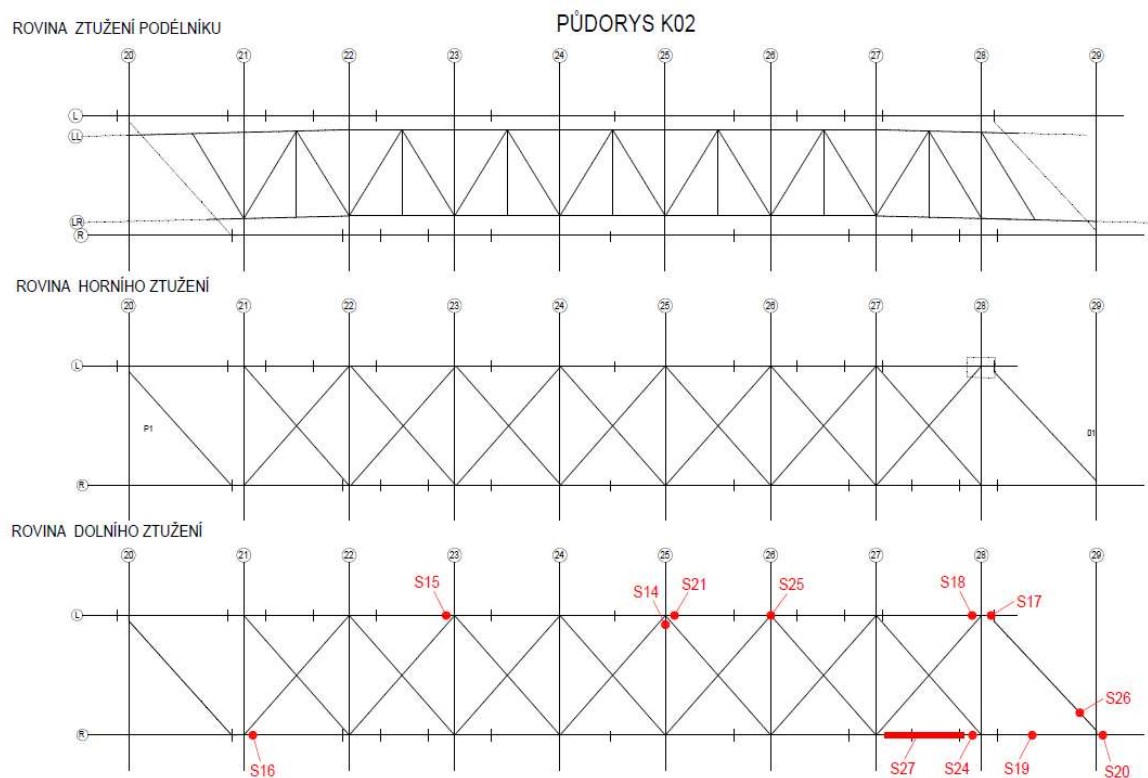 PŮDORYS K02
ROVINA ZTUŽENÍ PODÉLNÍKU
20 21 22 23 24 25 26 27 28 29
L
LL
LR
R
ROVINA HORNÍHO ZTUŽENÍ
20 21 22 23 24 25 26 27 28 29
L
P1 01
R
ROVINA DOLNÍHO ZTUŽENÍ
20 21 22 23 24 25 26 27 28 29
S15 S14 S21 S25 S18 S17
L
S26
R
S16 S27 S24 S19 S20